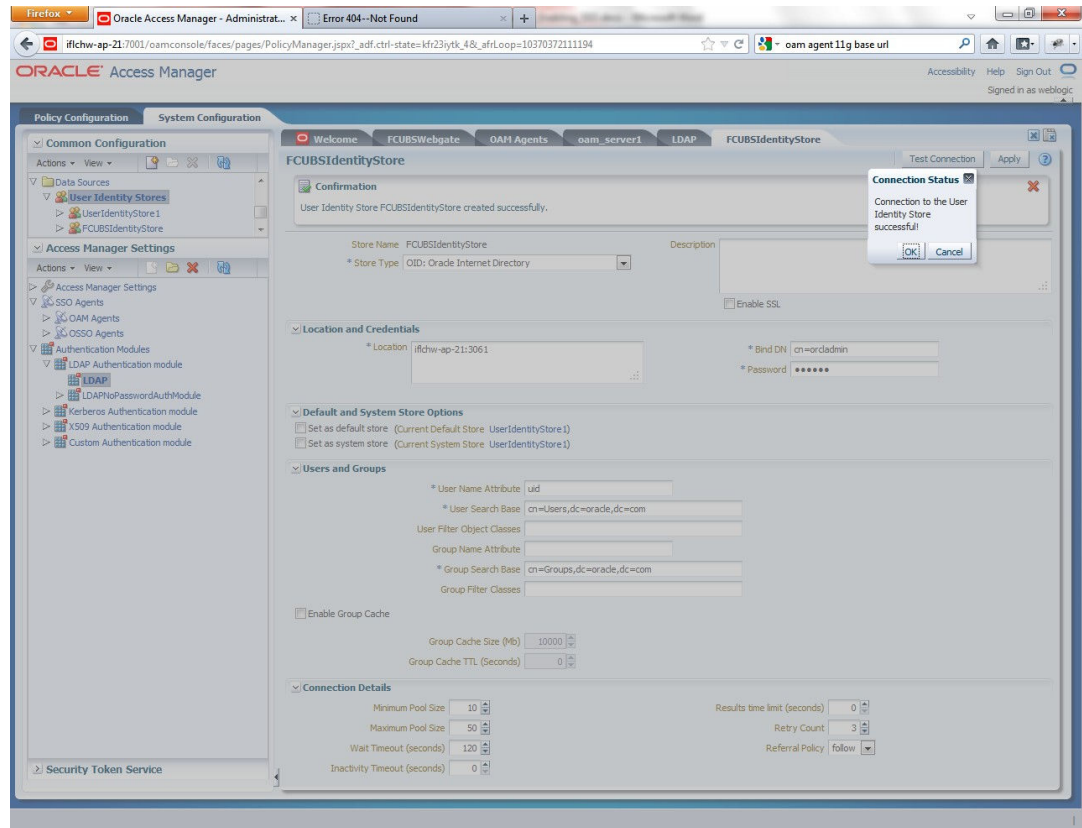 Firefox
Oracle Access Manager - Administrat...
Error 404--Not Found
iflchw-ap-21:7001/oamconsole/faces/pages/PolicyManager.jspx?_adf.ctrl-state=kfr23iytk_4&_afrLoop=10370372111194
oam agent 11g base url
ORACLE Access Manager
Accessibility Help Sign Out
Signed in as weblogic
Policy Configuration System Configuration
Common Configuration
Actions View
Data Sources
User Identity Stores
UserIdentityStore1
FCUBSIdentityStore
Access Manager Settings
Actions View
Access Manager Settings
SSO Agents
OAM Agents
OSSO Agents
Authentication Modules
LDAP Authentication module
LDAP
LDAPNoPasswordAuthModule
Kerberos Authentication module
X509 Authentication module
Custom Authentication module
Security Token Service
Welcome FCUBSWebgate OAM Agents oam_server1 LDAP FCUBSIdentityStore
FCUBSIdentityStore
Test Connection Apply
Confirmation
User Identity Store FCUBSIdentityStore created successfully.
Connection Status
Connection to the User
Identity Store
successful!
OK Cancel
Store Name FCUBSIdentityStore
Description
* Store Type OID: Oracle Internet Directory
Enable SSL
Location and Credentials
* Location iflchw-ap-21:3061
* Bind DN cn=orcladmin
* Password ••••••
Default and System Store Options
Set as default store (Current Default Store UserIdentityStore1)
Set as system store (Current System Store UserIdentityStore1)
Users and Groups
* User Name Attribute uid
* User Search Base cn=Users,dc=oracle,dc=com
User Filter Object Classes
Group Name Attribute
* Group Search Base cn=Groups,dc=oracle,dc=com
Group Filter Classes
Enable Group Cache
Group Cache Size (Mb) 10000
Group Cache TTL (Seconds) 0
Connection Details
Minimum Pool Size 10
Results time limit (seconds) 0
Maximum Pool Size 50
Retry Count 3
Wait Timeout (seconds) 120
Referral Policy follow
Inactivity Timeout (seconds) 0